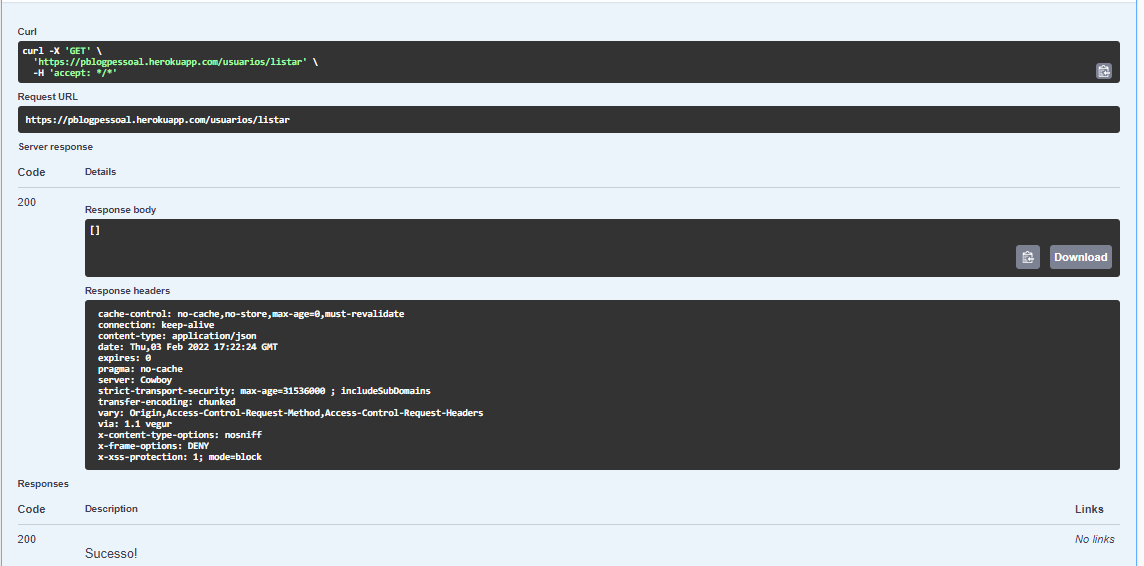 Curl
curl -X 'GET' \
'https://pblogpessoal.herokuapp.com/usuarios/listar' \
-H 'accept: */*'
Request URL
https://pblogpessoal.herokuapp.com/usuarios/listar
Server response
Code Details
200
Response body
[]
Download
Response headers
cache-control: no-cache,no-store,max-age=0,must-revalidate
connection: keep-alive
content-type: application/json
date: Thu,03 Feb 2022 17:22:24 GMT
expires: 0
pragma: no-cache
server: Cowboy
strict-transport-security: max-age=31536000 ; includeSubDomains
transfer-encoding: chunked
vary: Origin,Access-Control-Request-Method,Access-Control-Request-Headers
via: 1.1 vegur
x-content-type-options: nosniff
x-frame-options: DENY
x-xss-protection: 1; mode=block
Responses
Code Description Links
200 No links
Sucesso!